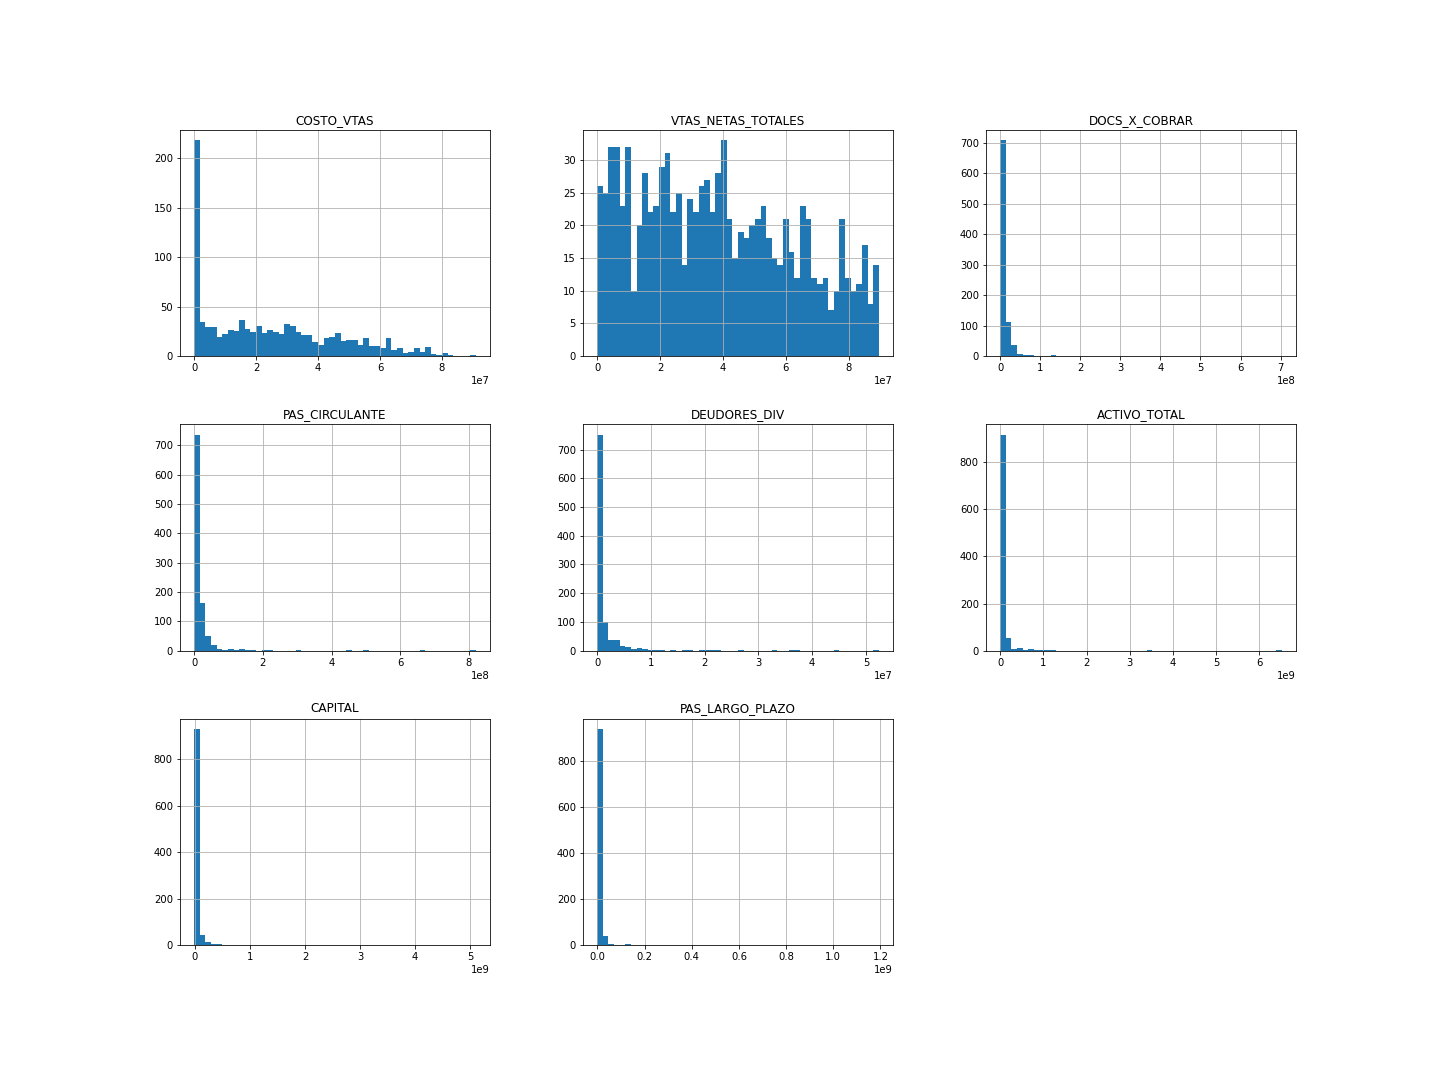 COSTO_VTAS
200
150
100
50
0
0 2 4 6 8
1e7
VTAS_NETAS_TOTALES
30
25
20
15
10
5
0
0 2 4 6 8
1e7
DOCS_X_COBRAR
700
600
500
400
300
200
100
0
0 1 2 3 4 5 6 7
1e8
PAS_CIRCULANTE
700
600
500
400
300
200
100
0
0 2 4 6 8
1e8
DEUDORES_DIV
700
600
500
400
300
200
100
0
0 1 2 3 4 5
1e7
ACTIVO_TOTAL
800
600
400
200
0
0 1 2 3 4 5 6
1e9
CAPITAL
800
600
400
200
0
0 1 2 3 4 5
1e9
PAS_LARGO_PLAZO
800
600
400
200
0
0.0 0.2 0.4 0.6 0.8 1.0 1.2
1e9